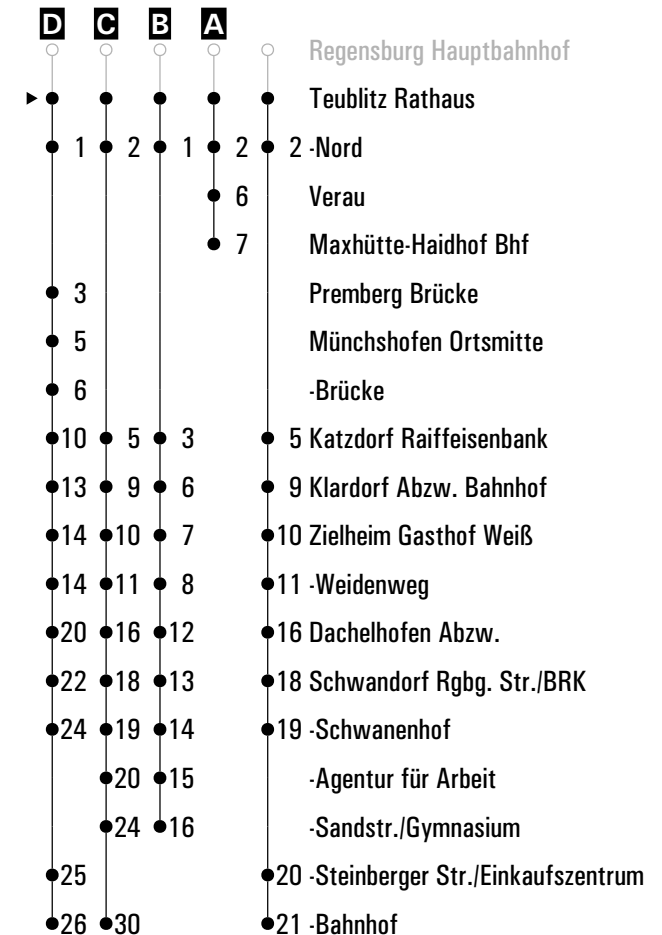 D C B A
Regensburg Hauptbahnhof
Teublitz Rathaus
1 2 1 2 2 -Nord
6 Verau
7 Maxhütte-Haidhof Bhf
3 Premberg Brücke
5 Münchshofen Ortsmitte
6 -Brücke
10 5 3 5 Katzdorf Raiffeisenbank
13 9 6 9 Klardorf Abzw. Bahnhof
14 10 7 10 Zielheim Gasthof Weiß
14 11 8 11 -Weidenweg
20 16 12 16 Dachelhofen Abzw.
22 18 13 18 Schwandorf Rgbg. Str./BRK
24 19 14 19 -Schwanenhof
20 15 -Agentur für Arbeit
24 16 -Sandstr./Gymnasium
25 20 -Steinberger Str./Einkaufszentrum
26 30 21 -Bahnhof